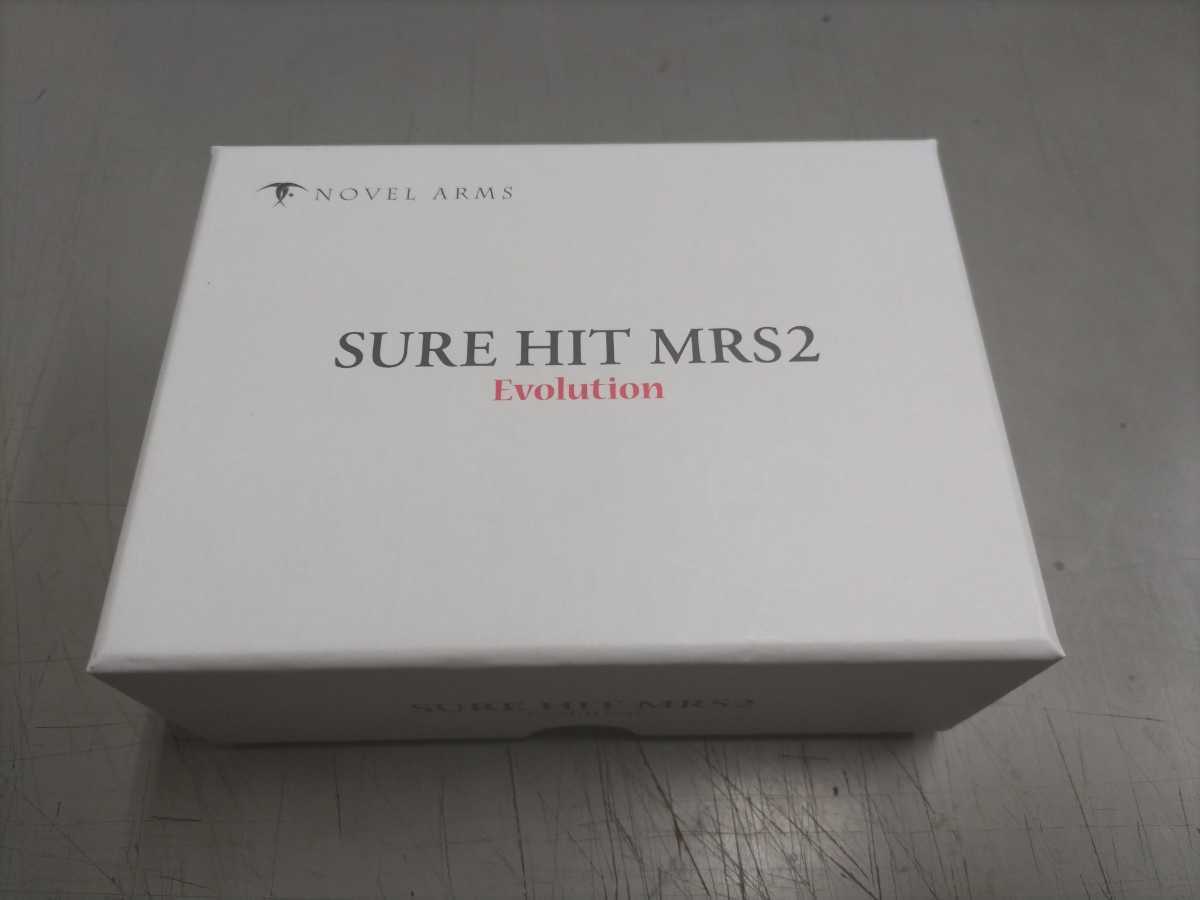 NOVEL ARMS
SURE HIT MRS2
Evolution
SURE HIT MRS2